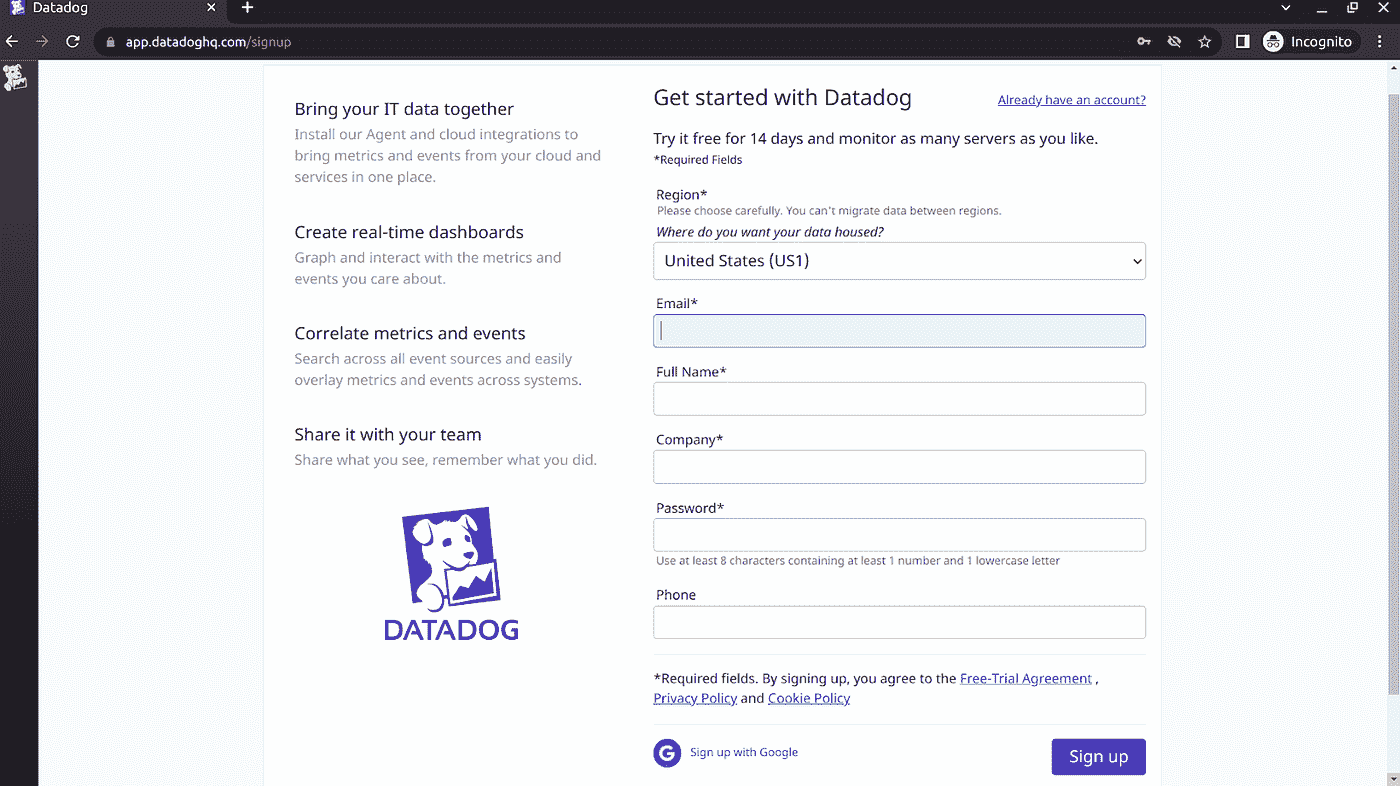 Datadog
app.datadoghq.com/signup
Incognito
Bring your IT data together
Install our Agent and cloud integrations to
bring metrics and events from your cloud and
services in one place.
Create real-time dashboards
Graph and interact with the metrics and
events you care about.
Correlate metrics and events
Search across all event sources and easily
overlay metrics and events across systems.
Share it with your team
Share what you see, remember what you did.
DATADOG
Get started with Datadog
Already have an account?
Try it free for 14 days and monitor as many servers as you like.
*Required Fields
Region*
Please choose carefully. You can't migrate data between regions.
Where do you want your data housed?
United States (US1)
Email*
Full Name*
Company*
Password*
Use at least 8 characters containing at least 1 number and 1 lowercase letter
Phone
*Required fields. By signing up, you agree to the Free-Trial Agreement ,
Privacy Policy and Cookie Policy
G Sign up with Google
Sign up